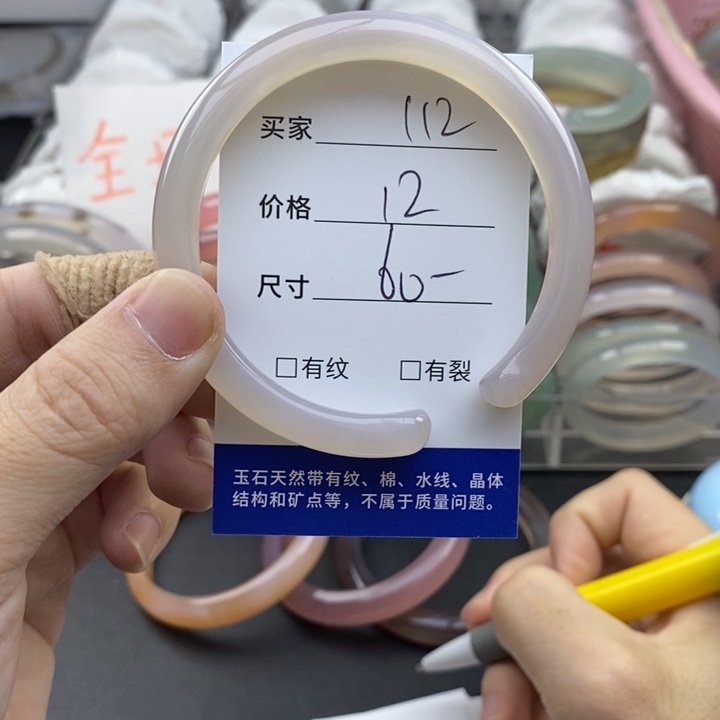 买家 112
价格 12
尺寸 60-
□有纹 □有裂
玉石天然带有纹、棉、水线、晶体
结构和矿点等，不属于质量问题。
全